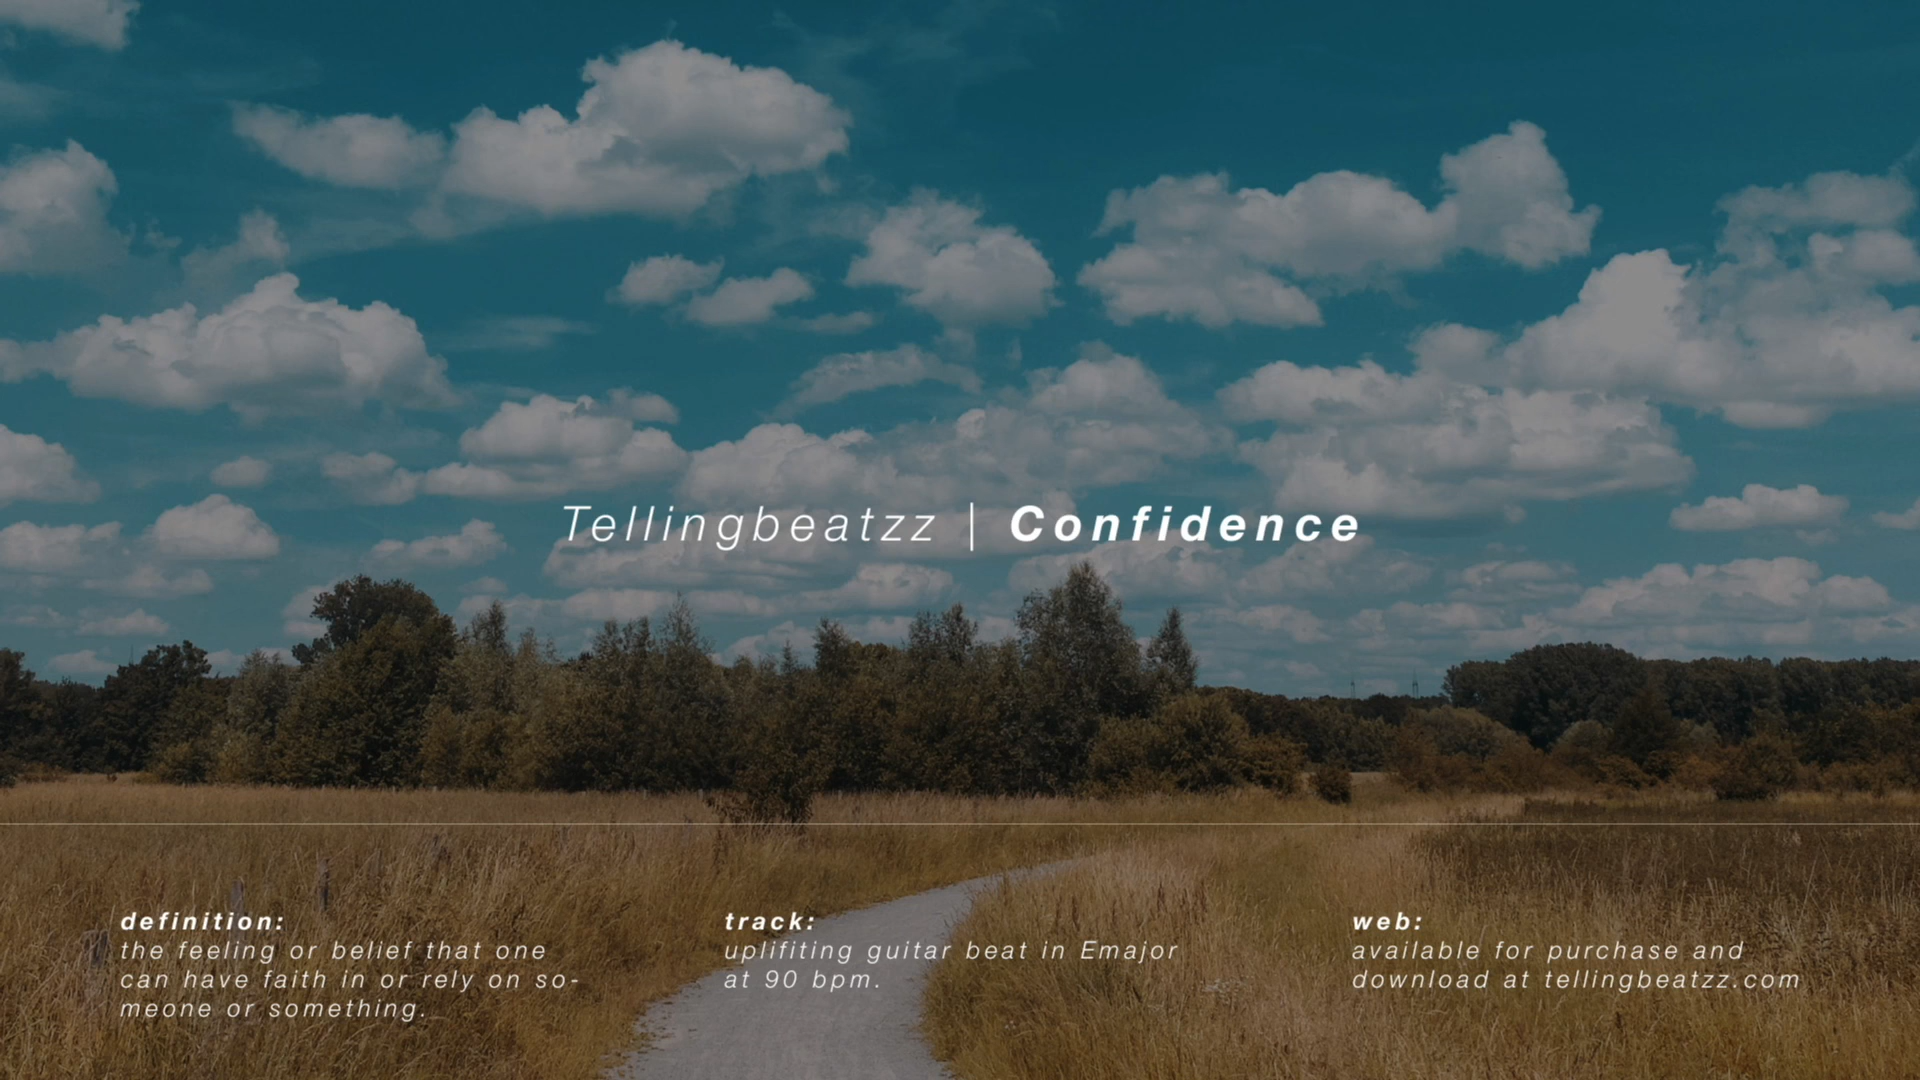 Tellingbeatzz | Confidence
definition:
the feeling or belief that one
can have faith in or rely on so-
meone or something.
track:
uplifiting guitar beat in Emajor
at 90 bpm.
web:
available for purchase and
download at tellingbeatzz.com